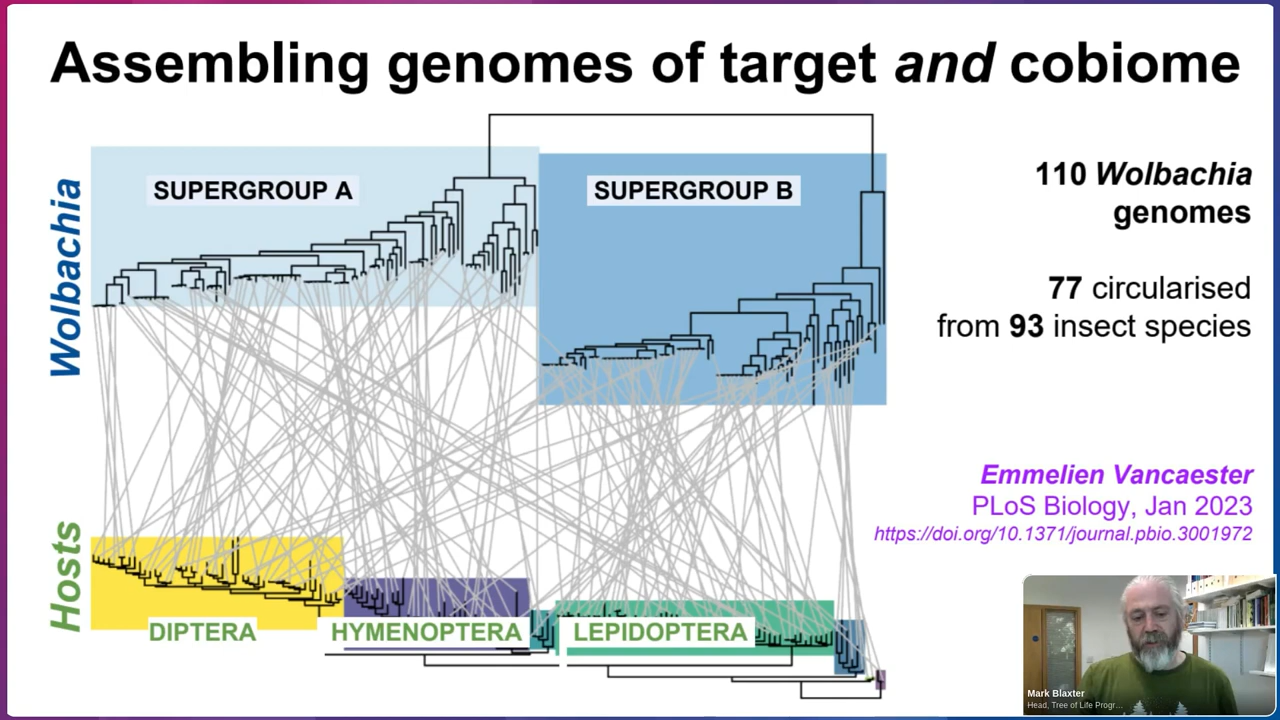 Assembling genomes of target and cobiome
Wolbachia
SUPERGROUP A
SUPERGROUP B
110 Wolbachia
genomes
77 circularised
from 93 insect species
Emmelien Vancaester
PLoS Biology, Jan 2023
https://doi.org/10.1371/journal.pbio.3001972
Hosts
DIPTERA
HYMENOPTERA
LEPIDOPTERA
Mark Blaxter
Head, Tree of Life Progr...